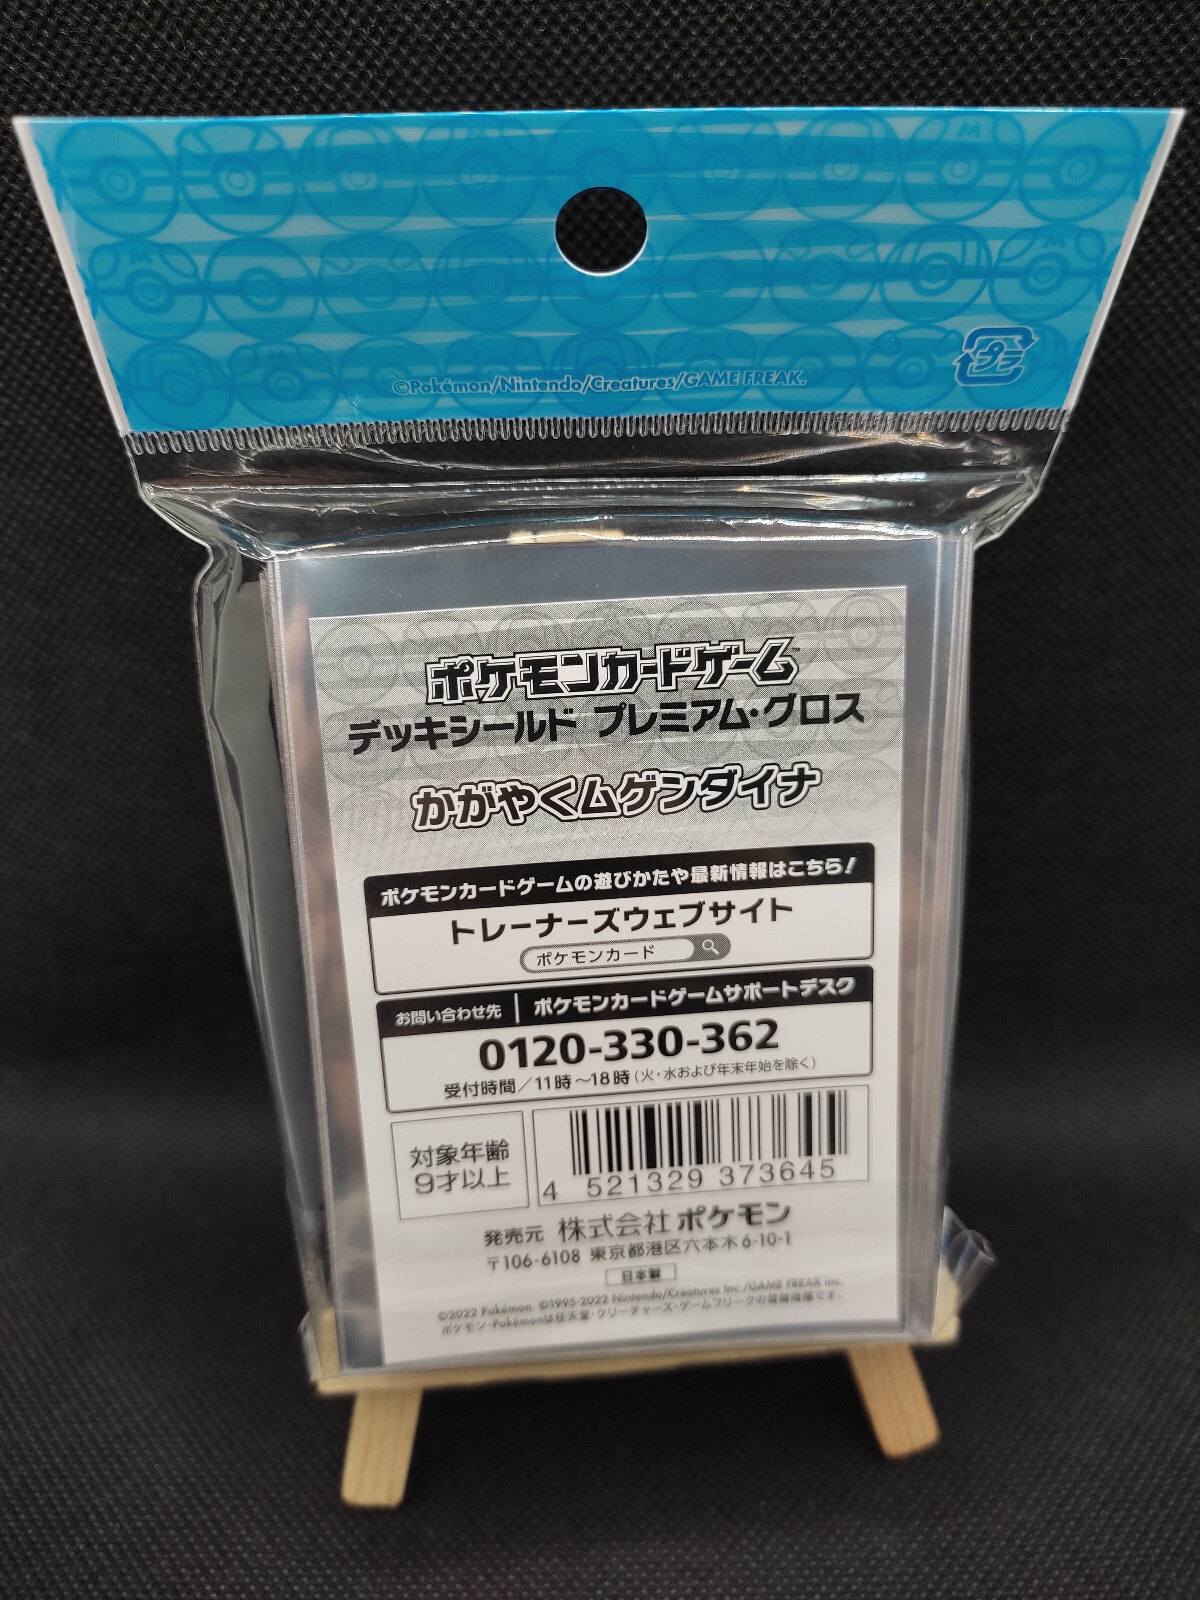 ©Pokémon/Nintendo/Creatures/GAME FREAK.
プラ
ポケモンカードゲーム™
デッキシールド プレミアム・グロス
かがやくムゲンダイナ
ポケモンカードゲームの遊びかたや最新情報はこちら!
トレーナーズウェブサイト
ポケモンカード
お問い合わせ先 | ポケモンカードゲームサポートデスク
0120-330-362
受付時間/11時~18時(火・水および年末年始を除く)
対象年齢
9才以上
4 521329 373645
発売元 株式会社ポケモン
〒106-6108 東京都港区六本木6-10-1
日本製
©2022 Pokémon. ©1995-2022 Nintendo/Creatures Inc./GAME FREAK inc.
ポケモン・Pokémonは任天堂・クリーチャーズ・ゲームフリークの登録商標です。